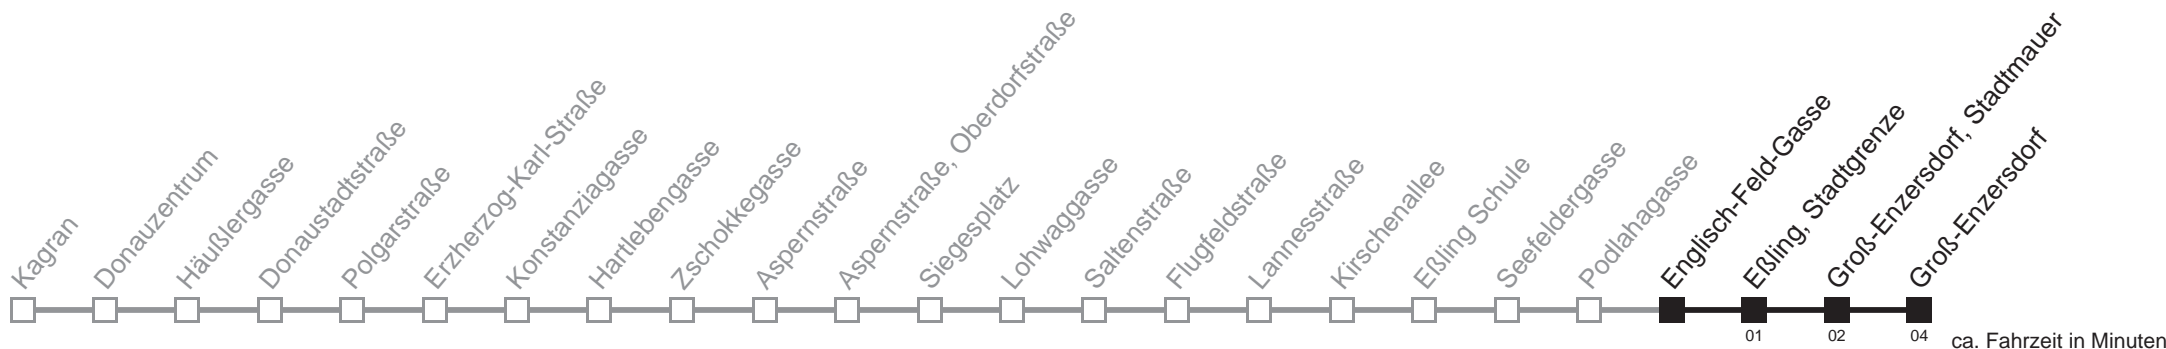 Kagran
Donauzentrum
Häußlergasse
Donaustadtstraße
Polgarstraße
Erzherzog-Karl-Straße
Konstanziagasse
Hartlebengasse
Zschokkegasse
Aspernstraße
Aspernstraße, Oberdorfstraße
Siegesplatz
Lohwaggasse
Saltenstraße
Flugfeldstraße
Lannesstraße
Kirschenallee
Eßling Schule
Seefeldergasse
Podlahagasse
Englisch-Feld-Gasse
Eßling, Stadtgrenze
Groß-Enzersdorf, Stadtmauer
Groß-Enzersdorf
01
02
04
ca. Fahrzeit in Minuten